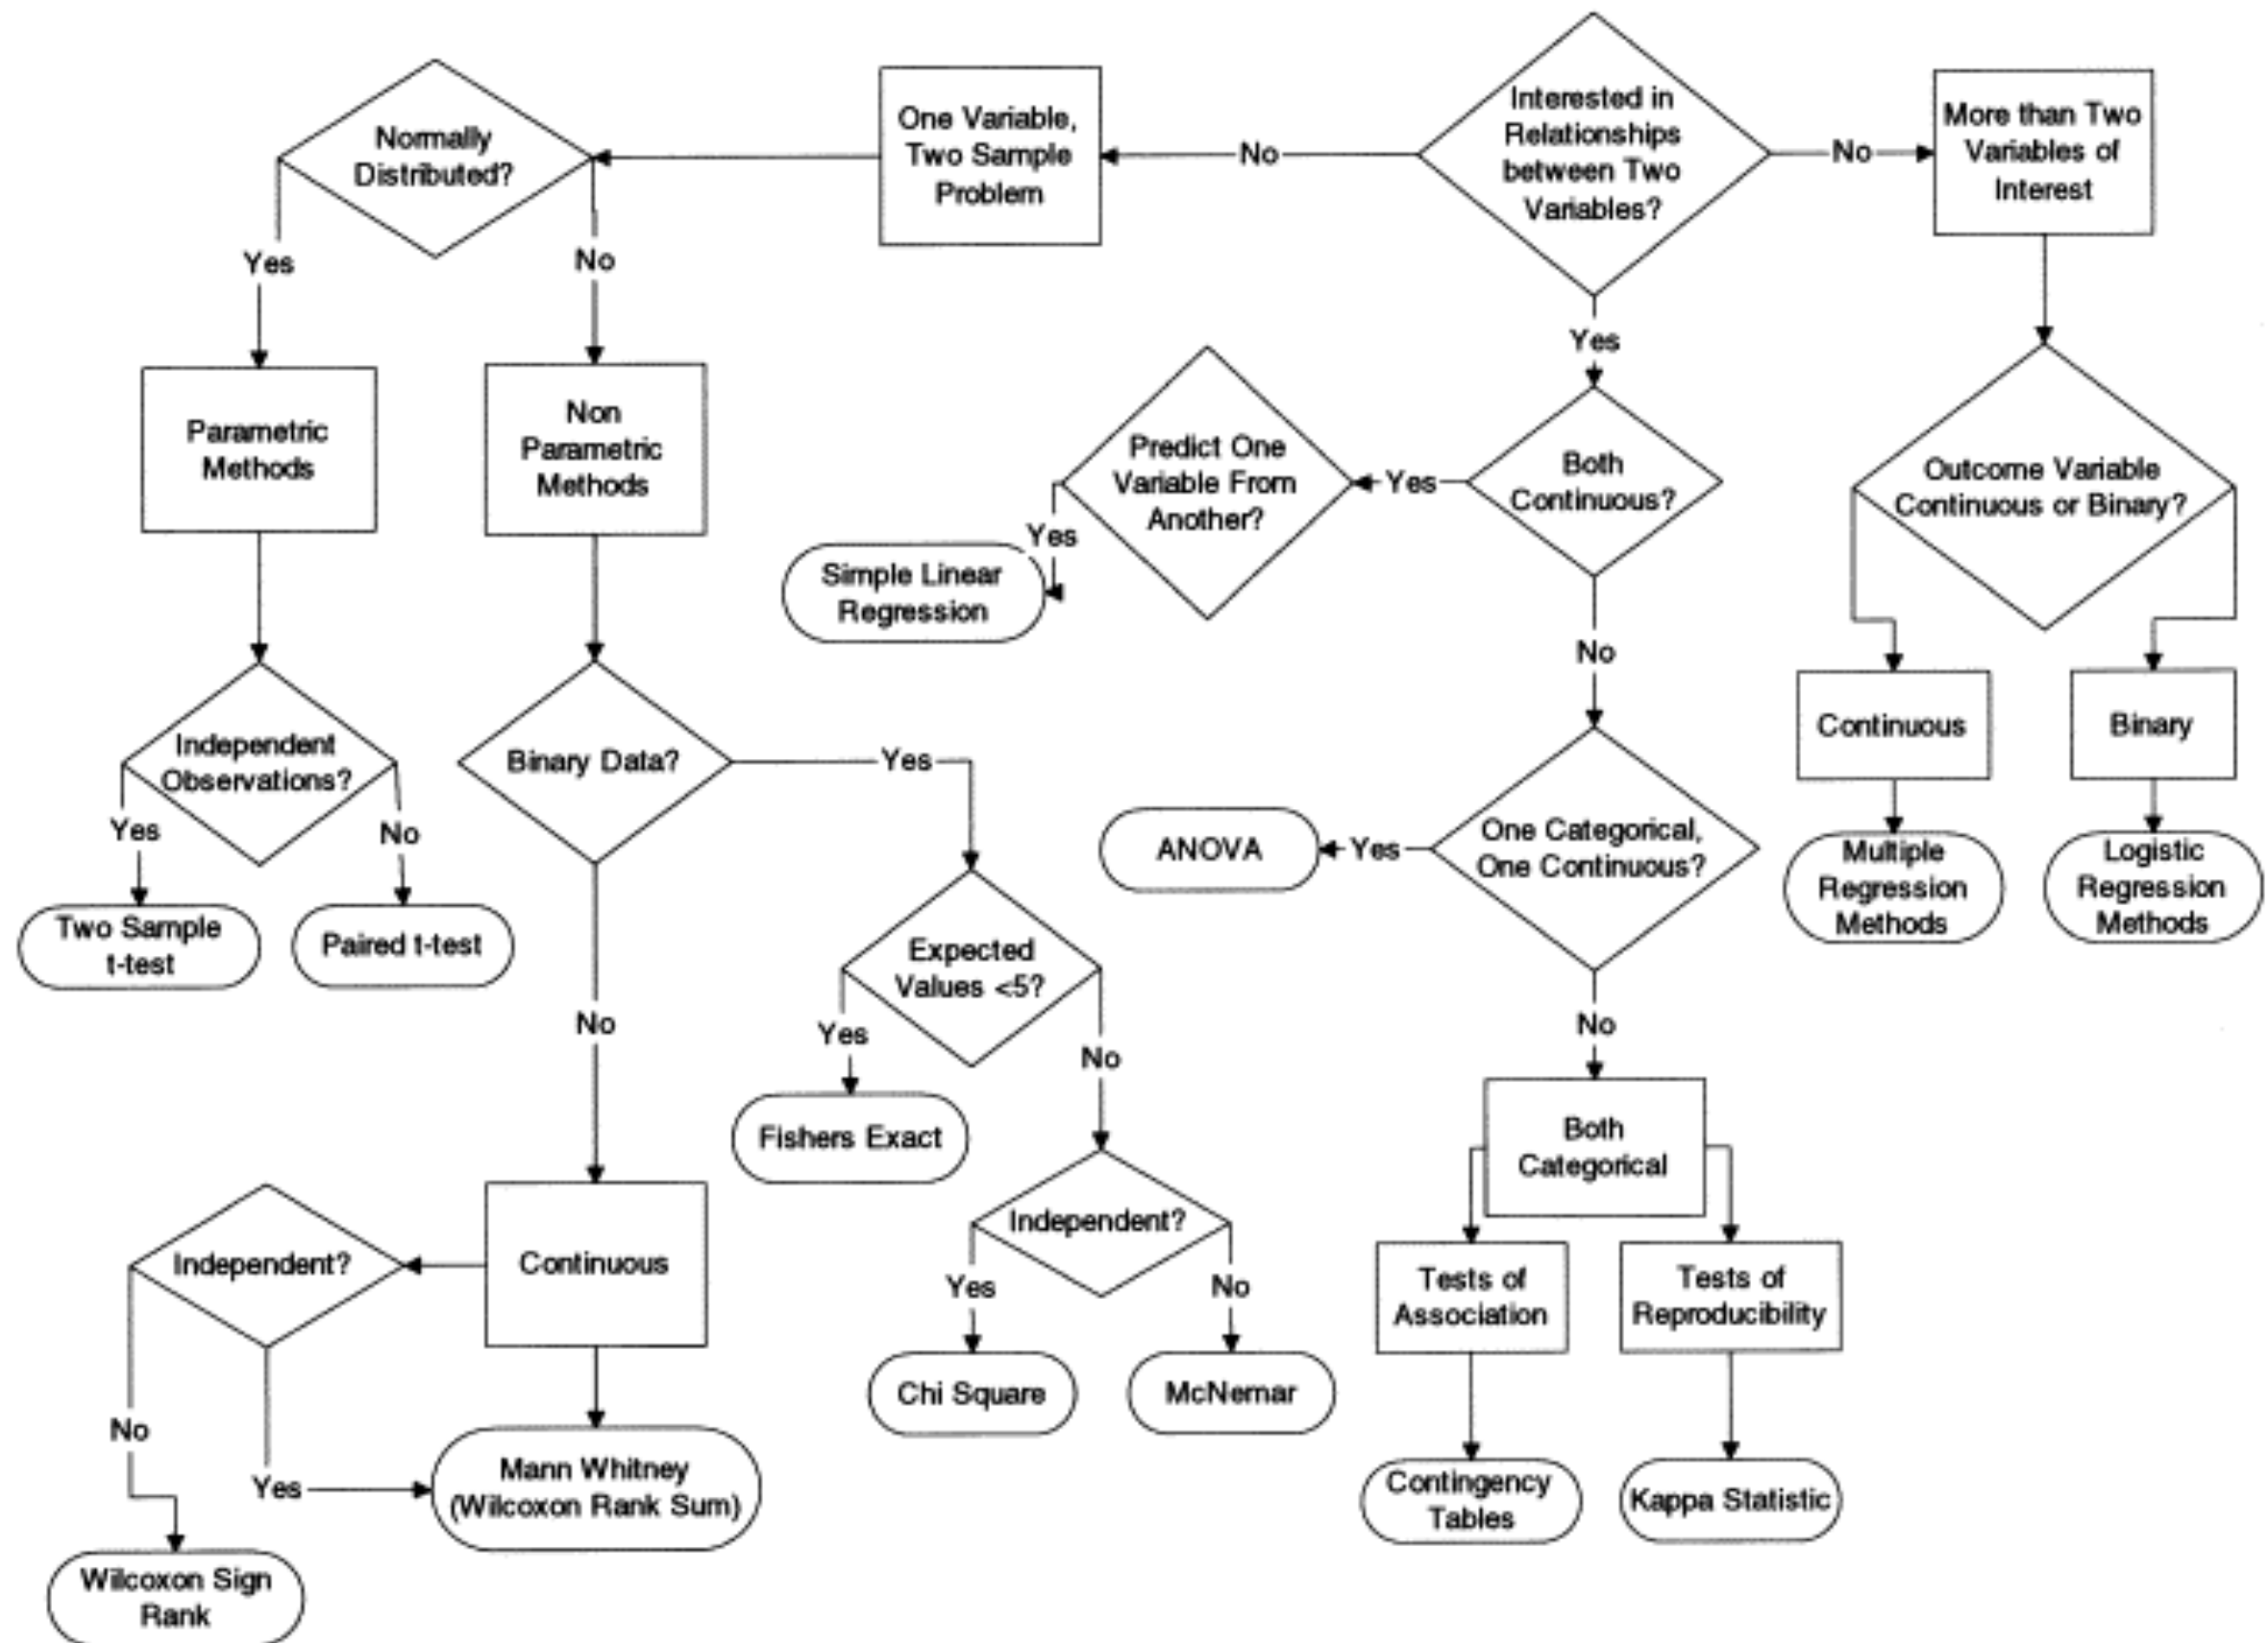 Interested in
Relationships
between Two
Variables?
No
One Variable,
Two Sample
Problem
Normally
Distributed?
Yes
Parametric
Methods
Independent
Observations?
Yes
Two Sample
t-test
No
Paired t-test
No
Non
Parametric
Methods
Binary Data?
Yes
Expected
Values <5?
Yes
Fishers Exact
No
Independent?
Yes
Chi Square
No
McNemar
No
Continuous
Independent?
No
Wilcoxon Sign
Rank
Yes
Mann Whitney
(Wilcoxon Rank Sum)
Yes
Both
Continuous?
Yes
Predict One
Variable From
Another?
Yes
Simple Linear
Regression
No
One Categorical,
One Continuous?
Yes
ANOVA
No
Both
Categorical
Tests of
Association
Contingency
Tables
Tests of
Reproducibility
Kappa Statistic
No
More than Two
Variables of
Interest
Outcome Variable
Continuous or Binary?
Continuous
Multiple
Regression
Methods
Binary
Logistic
Regression
Methods